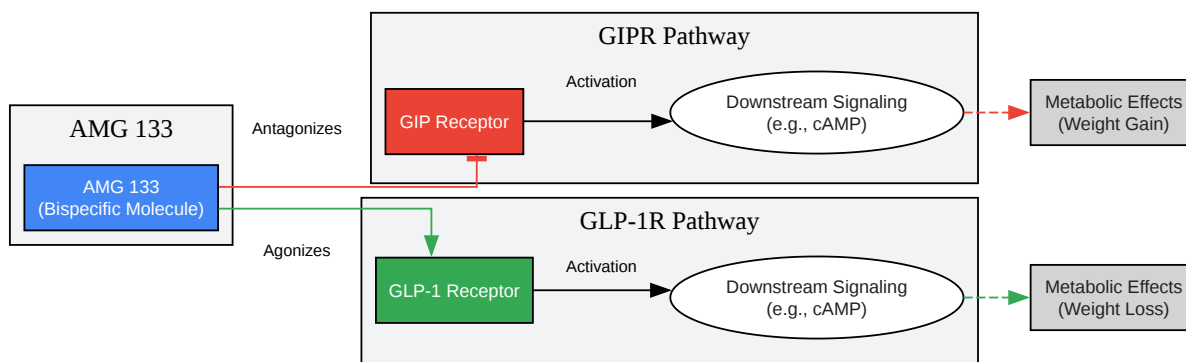 AMG 133
AMG 133
(Bispecific Molecule)
Antagonizes
Agonizes
GIPR Pathway
GIP Receptor
Activation
Downstream Signaling
(e.g., cAMP)
Metabolic Effects
(Weight Gain)
GLP-1R Pathway
GLP-1 Receptor
Activation
Downstream Signaling
(e.g., cAMP)
Metabolic Effects
(Weight Loss)